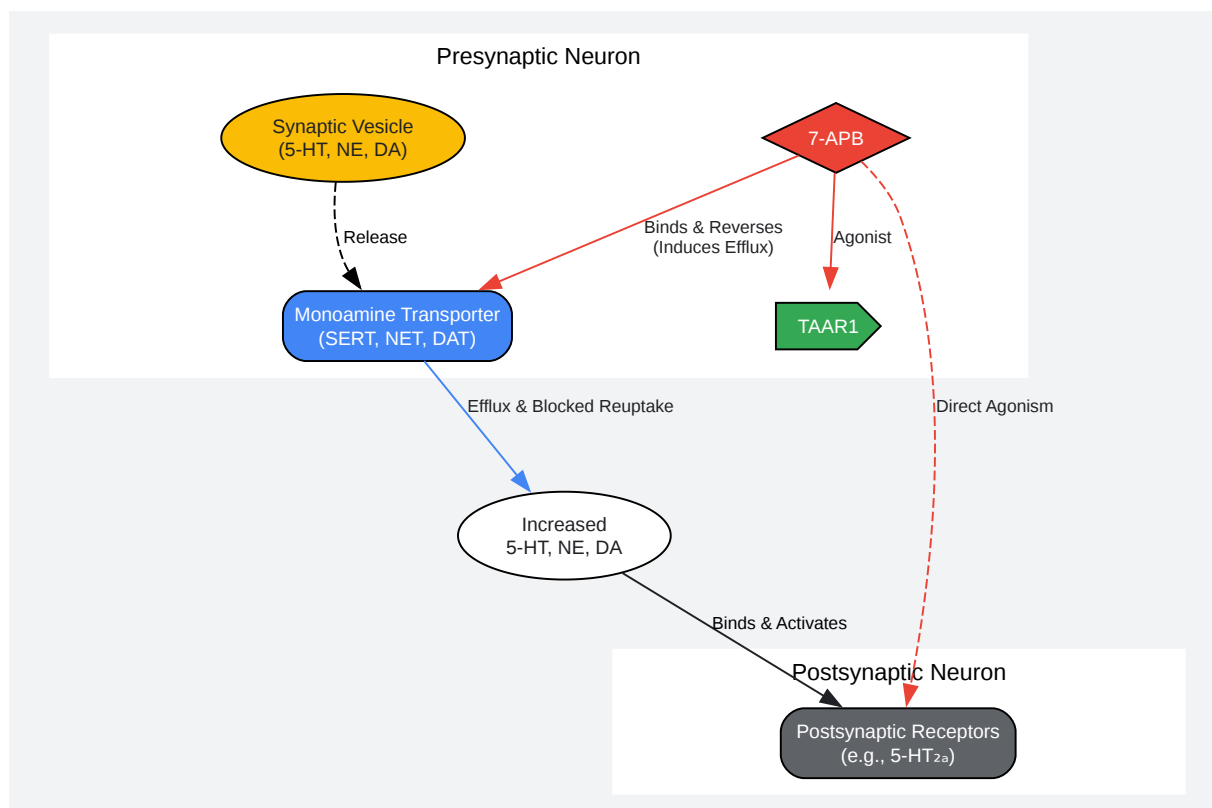 Presynaptic Neuron
Synaptic Vesicle
(5-HT, NE, DA)
7-APB
Release
Binds & Reverses
(Induces Efflux)
Agonist
Monoamine Transporter
(SERT, NET, DAT)
TAAR1
Efflux & Blocked Reuptake
Direct Agonism
Increased
5-HT, NE, DA
Binds & Activates
Postsynaptic Neuron
Postsynaptic Receptors
(e.g., 5-HT₂ₐ)